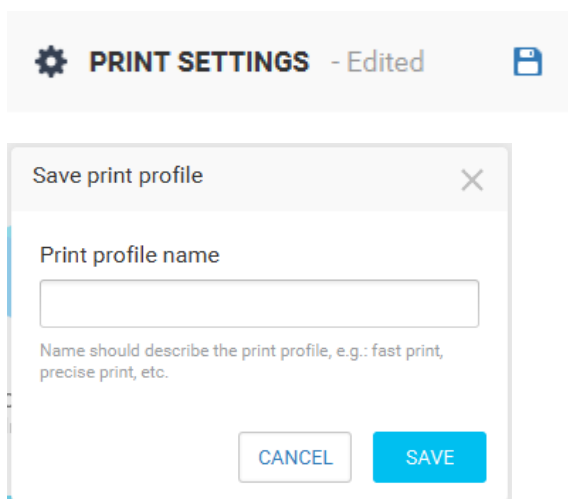 PRINT SETTINGS - Edited
Save print profile
Print profile name
Name should describe the print profile, e.g.: fast print,
precise print, etc.
CANCEL SAVE